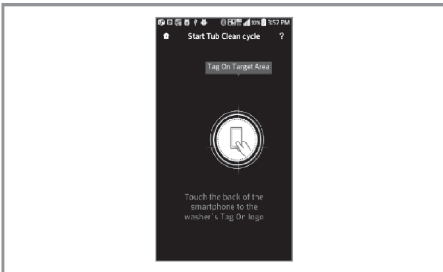 3:57 PM
Start Tub Clean cycle ?
Tag On Target Area
Touch the back of the
smartphone to the
washer's Tag On logo